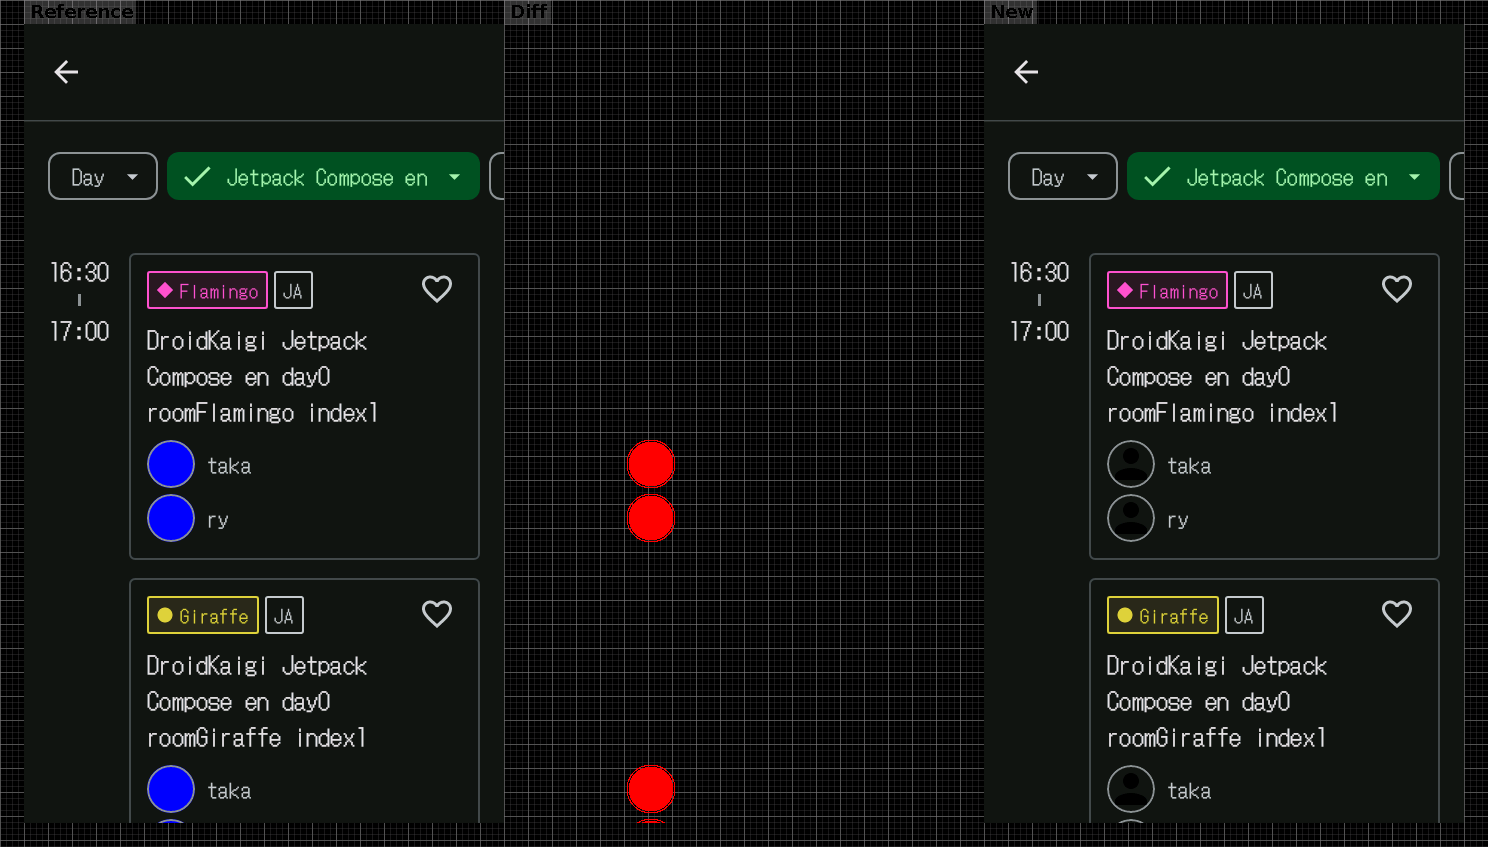 Reference
Diff
New
Day
Jetpack Compose en
16:30
17:00
Flamingo
JA
DroidKaigi Jetpack
Compose en day0
roomFlamingo index1
taka
ry
Giraffe
JA
DroidKaigi Jetpack
Compose en day0
roomGiraffe index1
taka
Day
Jetpack Compose en
16:30
17:00
Flamingo
JA
DroidKaigi Jetpack
Compose en day0
roomFlamingo index1
taka
ry
Giraffe
JA
DroidKaigi Jetpack
Compose en day0
roomGiraffe index1
taka